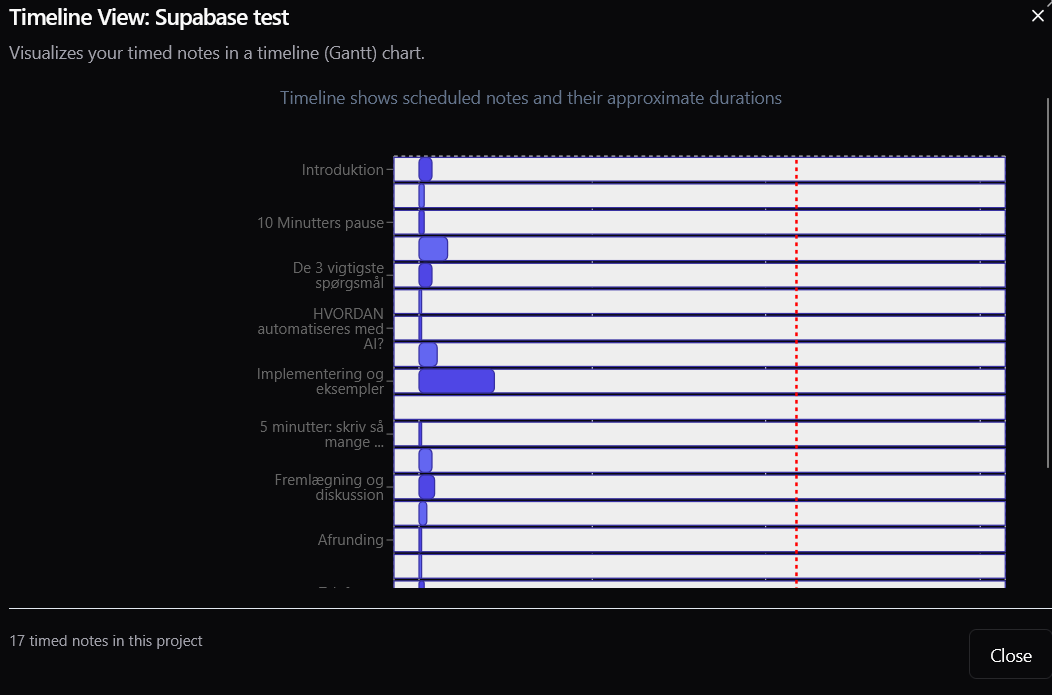 Timeline View: Supabase test
Visualizes your timed notes in a timeline (Gantt) chart.
Timeline shows scheduled notes and their approximate durations
Introduktion
10 Minutters pause
De 3 vigtigste
spørgsmål
HVORDAN
automatiseres med
AI?
Implementering og
eksempler
5 minutter: skriv så
mange ...
Fremlægning og
diskussion
Afrunding
17 timed notes in this project
Close